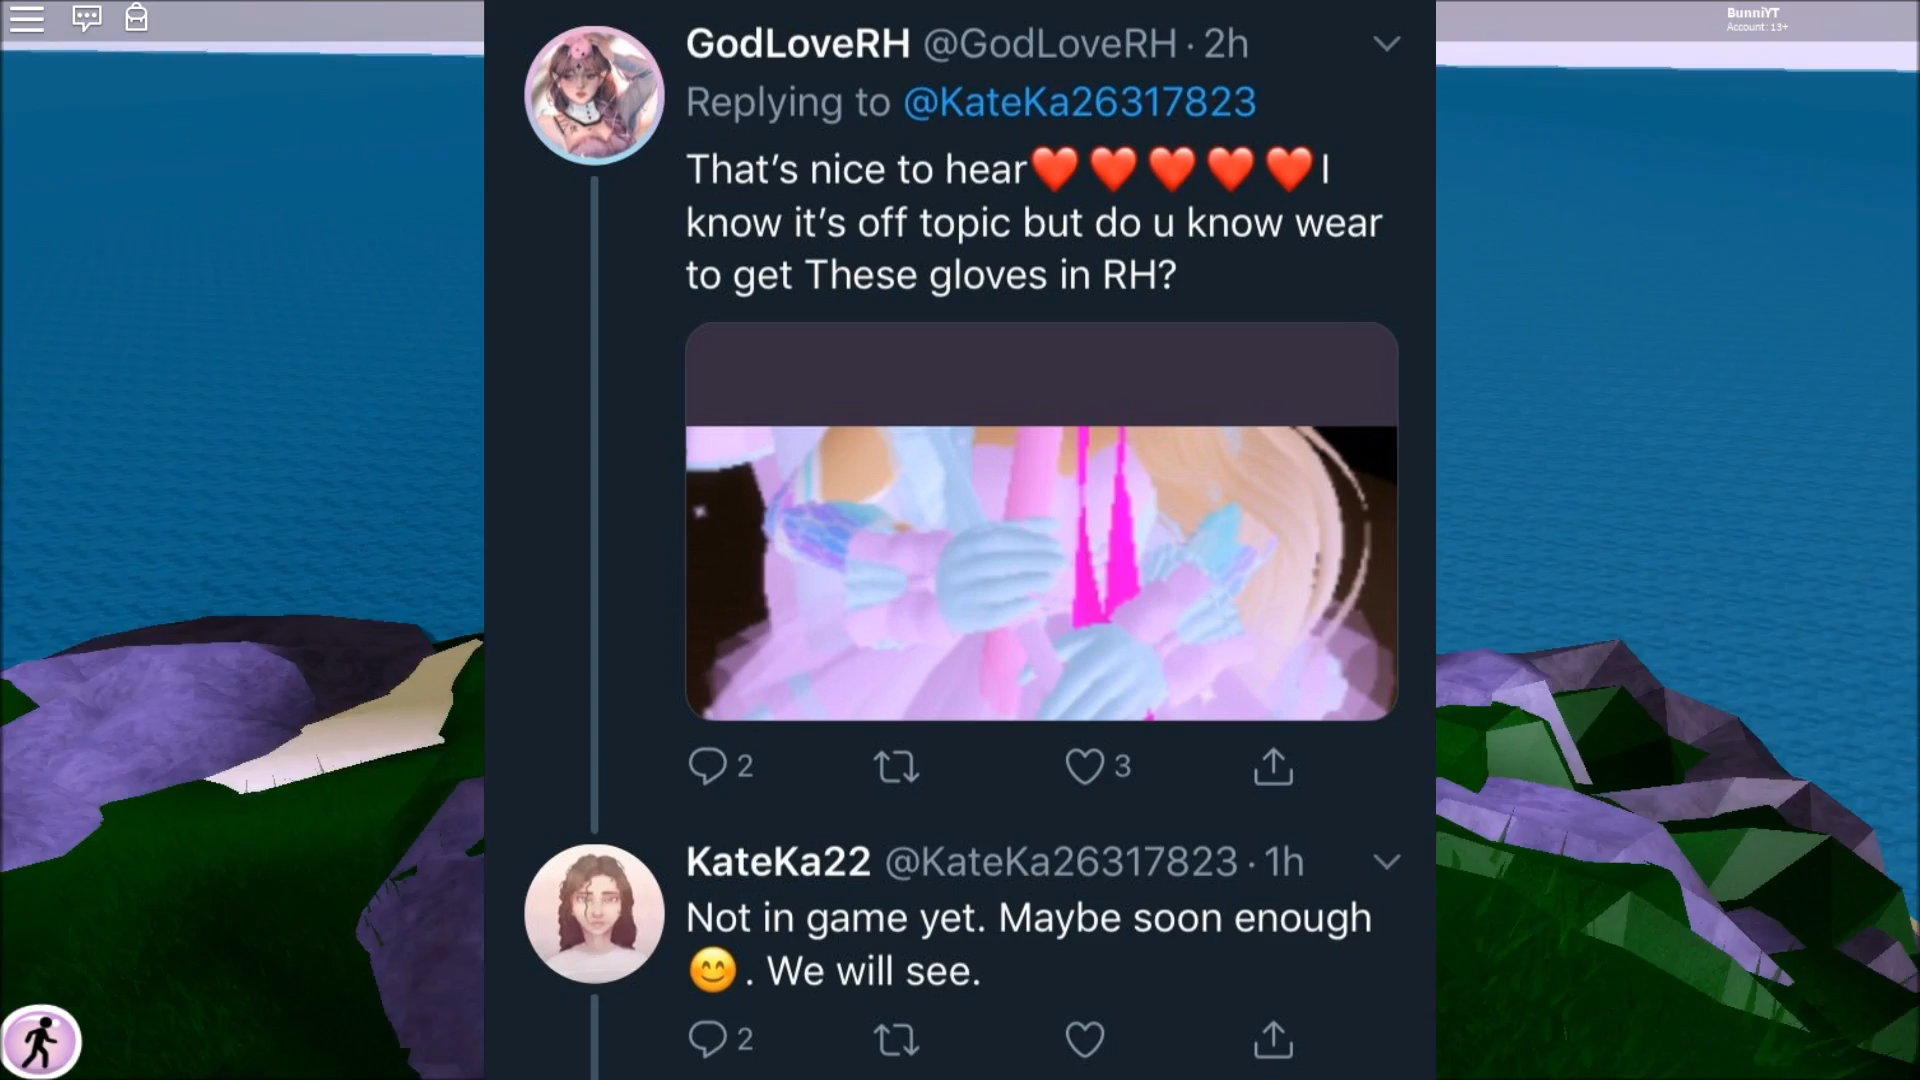 BunniYT
Account: 13+
GodLoveRH @GodLoveRH · 2h
Replying to @KateKa26317823
That’s nice to hear❤️❤️❤️❤️❤️I
know it’s off topic but do u know wear
to get These gloves in RH?
2 3
KateKa22 @KateKa26317823 · 1h
Not in game yet. Maybe soon enough
😊. We will see.
2